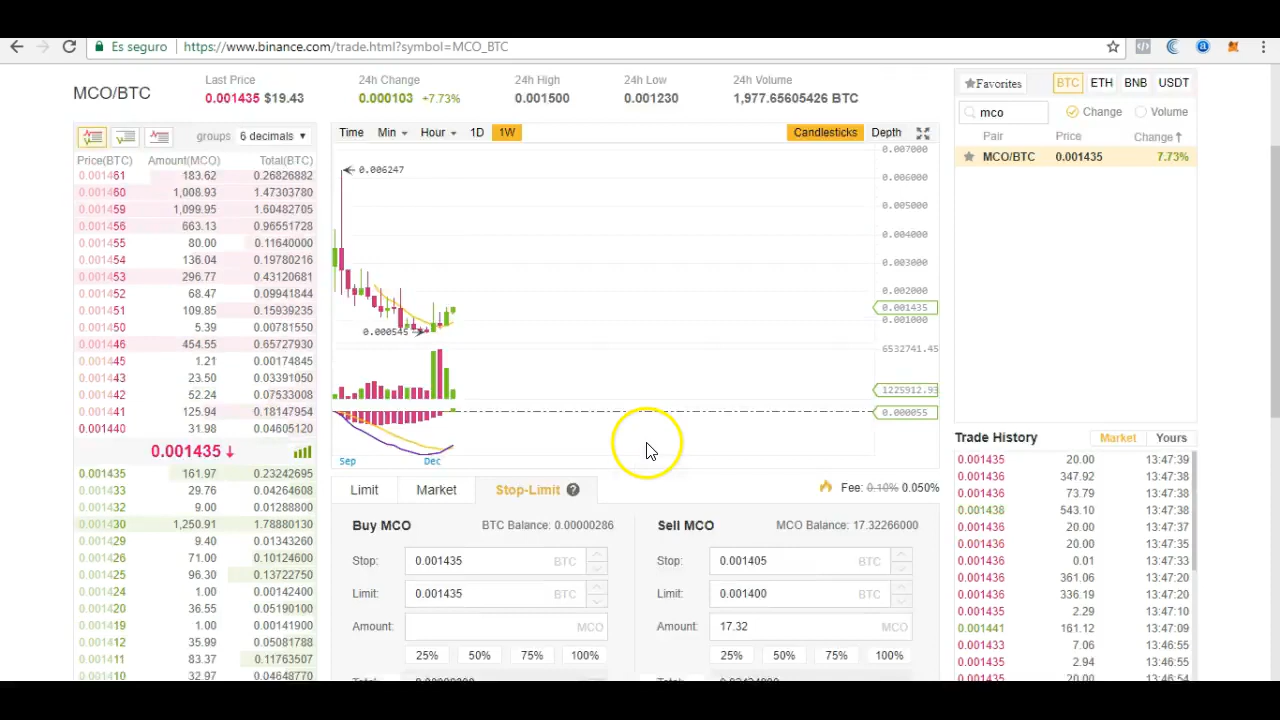 Es seguro https://www.binance.com/trade.html?symbol=MCO_BTC
MCO/BTC
Last Price
0.001435 $19.43
24h Change
0.000103 +7.73%
24h High
0.001500
24h Low
0.001230
24h Volume
1,977.65605426 BTC
groups 6 decimals
Price(BTC) Amount(MCO) Total(BTC)
0.001461 183.62 0.26826882
0.001460 1,008.93 1.47303780
0.001459 1,099.95 1.60482705
0.001456 663.13 0.96551728
0.001455 80.00 0.11640000
0.001454 136.04 0.19780216
0.001453 296.77 0.43120681
0.001452 68.47 0.09941844
0.001451 109.85 0.15939235
0.001450 5.39 0.00781550
0.001446 454.55 0.65727930
0.001445 1.21 0.00174845
0.001443 23.50 0.03391050
0.001442 52.24 0.07533008
0.001441 125.94 0.18147954
0.001440 31.98 0.04605120
0.001435
0.001435 161.97 0.23242695
0.001433 29.76 0.04264608
0.001432 9.00 0.01288800
0.001430 1,250.91 1.78880130
0.001429 9.40 0.01343260
0.001426 71.00 0.10124600
0.001425 96.30 0.13722750
0.001424 1.00 0.00142400
0.001420 36.55 0.05190100
0.001419 1.00 0.00141900
0.001412 35.99 0.05081788
0.001411 83.37 0.11763507
0.001410 32.97 0.04648770
Time Min Hour 1D 1W
Candlesticks Depth
0.007000
0.006247
0.006000
0.005000
0.004000
0.003000
0.002000
0.001435
0.001000
0.000545
6532741.45
1225912.93
0.000055
Sep Dec
Limit Market Stop-Limit ?
Fee: 0.10% 0.050%
Buy MCO BTC Balance: 0.00000286
Stop: 0.001435 BTC
Limit: 0.001435 BTC
Amount: MCO
25% 50% 75% 100%
Sell MCO MCO Balance: 17.32266000
Stop: 0.001405 BTC
Limit: 0.001400 BTC
Amount: 17.32 MCO
25% 50% 75% 100%
Favorites BTC ETH BNB USDT
mco Change Volume
Pair Price Change
MCO/BTC 0.001435 7.73%
Trade History Market Yours
0.001435 20.00 13:47:39
0.001436 347.92 13:47:38
0.001436 73.79 13:47:38
0.001438 543.10 13:47:38
0.001436 20.00 13:47:37
0.001436 20.00 13:47:35
0.001436 0.01 13:47:33
0.001436 361.06 13:47:20
0.001436 336.19 13:47:20
0.001435 2.29 13:47:10
0.001441 161.12 13:47:09
0.001433 7.06 13:46:55
0.001435 2.94 13:46:55
0.001435 20.00 13:46:54